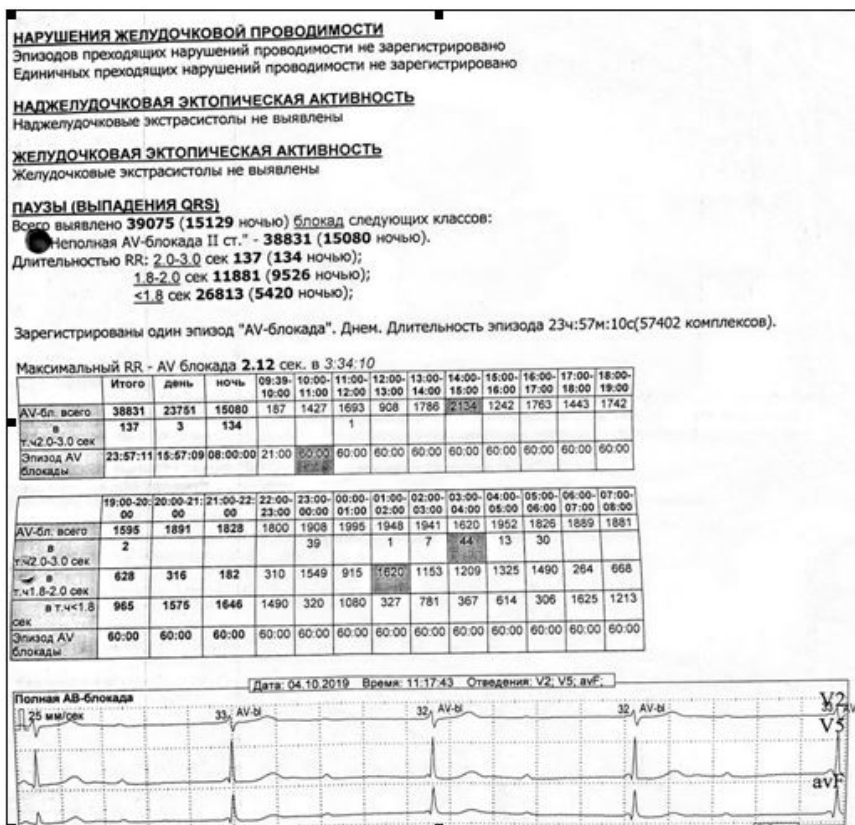 НАРУШЕНИЯ ЖЕЛУДОЧКОВОЙ ПРОВОДИМОСТИ
Эпизодов преходящих нарушений проводимости не зарегистрировано
Единичных преходящих нарушений проводимости не зарегистрировано
НАДЖЕЛУДОЧКОВАЯ ЭКТОПИЧЕСКАЯ АКТИВНОСТЬ
Наджелудочковые экстрасистолы не выявлены
ЖЕЛУДОЧКОВАЯ ЭКТОПИЧЕСКАЯ АКТИВНОСТЬ
Желудочковые экстрасистолы не выявлены
ПАУЗЫ (ВЫПАДЕНИЯ QRS)
Всего выявлено 39075 (15129 ночью) блокад следующих классов:
Неполная AV-блокада II ст." - 38831 (15080 ночью).
Длительностью RR: 2.0-3.0 сек 137 (134 ночью);
1.8-2.0 сек 11881 (9526 ночью);
<1.8 сек 26813 (5420 ночью);
Зарегистрированы один эпизод "AV-блокада". Днем. Длительность эпизода 23ч:57м:10с(57402 комплексов).
Максимальный RR - AV блокада 2.12 сек. в 3:34:10
Итого день ночь 09:39-10:00 10:00-11:00 11:00-12:00 12:00-13:00 13:00-14:00 14:00-15:00 15:00-16:00 16:00-17:00 17:00-18:00 18:00-19:00
AV-бл. всего 38831 23751 15080 187 1427 1693 908 1786 2134 1242 1763 1443 1742
в т.ч2.0-3.0 сек 137 3 134 1
Эпизод AV блокады 23:57:11 15:57:09 08:00:00 21:00 60:00 60:00 60:00 60:00 60:00 60:00 60:00 60:00 60:00
19:00-20:00 20:00-21:00 21:00-22:00 22:00-23:00 23:00-00:00 00:00-01:00 01:00-02:00 02:00-03:00 03:00-04:00 04:00-05:00 05:00-06:00 06:00-07:00 07:00-08:00
AV-бл. всего 1595 1891 1828 1800 1908 1995 1948 1941 1620 1952 1826 1889 1881
в т.ч2.0-3.0 сек 2 39 1 7 44 13 30
в т.ч1.8-2.0 сек 628 316 182 310 1549 915 1620 1153 1209 1325 1490 264 668
в т.ч<1.8 сек 965 1575 1646 1490 320 1080 327 781 367 614 306 1625 1213
Эпизод AV блокады 60:00 60:00 60:00 60:00 60:00 60:00 60:00 60:00 60:00 60:00 60:00 60:00 60:00
Дата: 04.10.2019 Время: 11:17:43 Отведения: V2; V5; avF;
Полная АВ-блокада
25 мм/сек 33 AV-bl 32 AV-bl 32 AV-bl 33 AV
V2
V5
avF